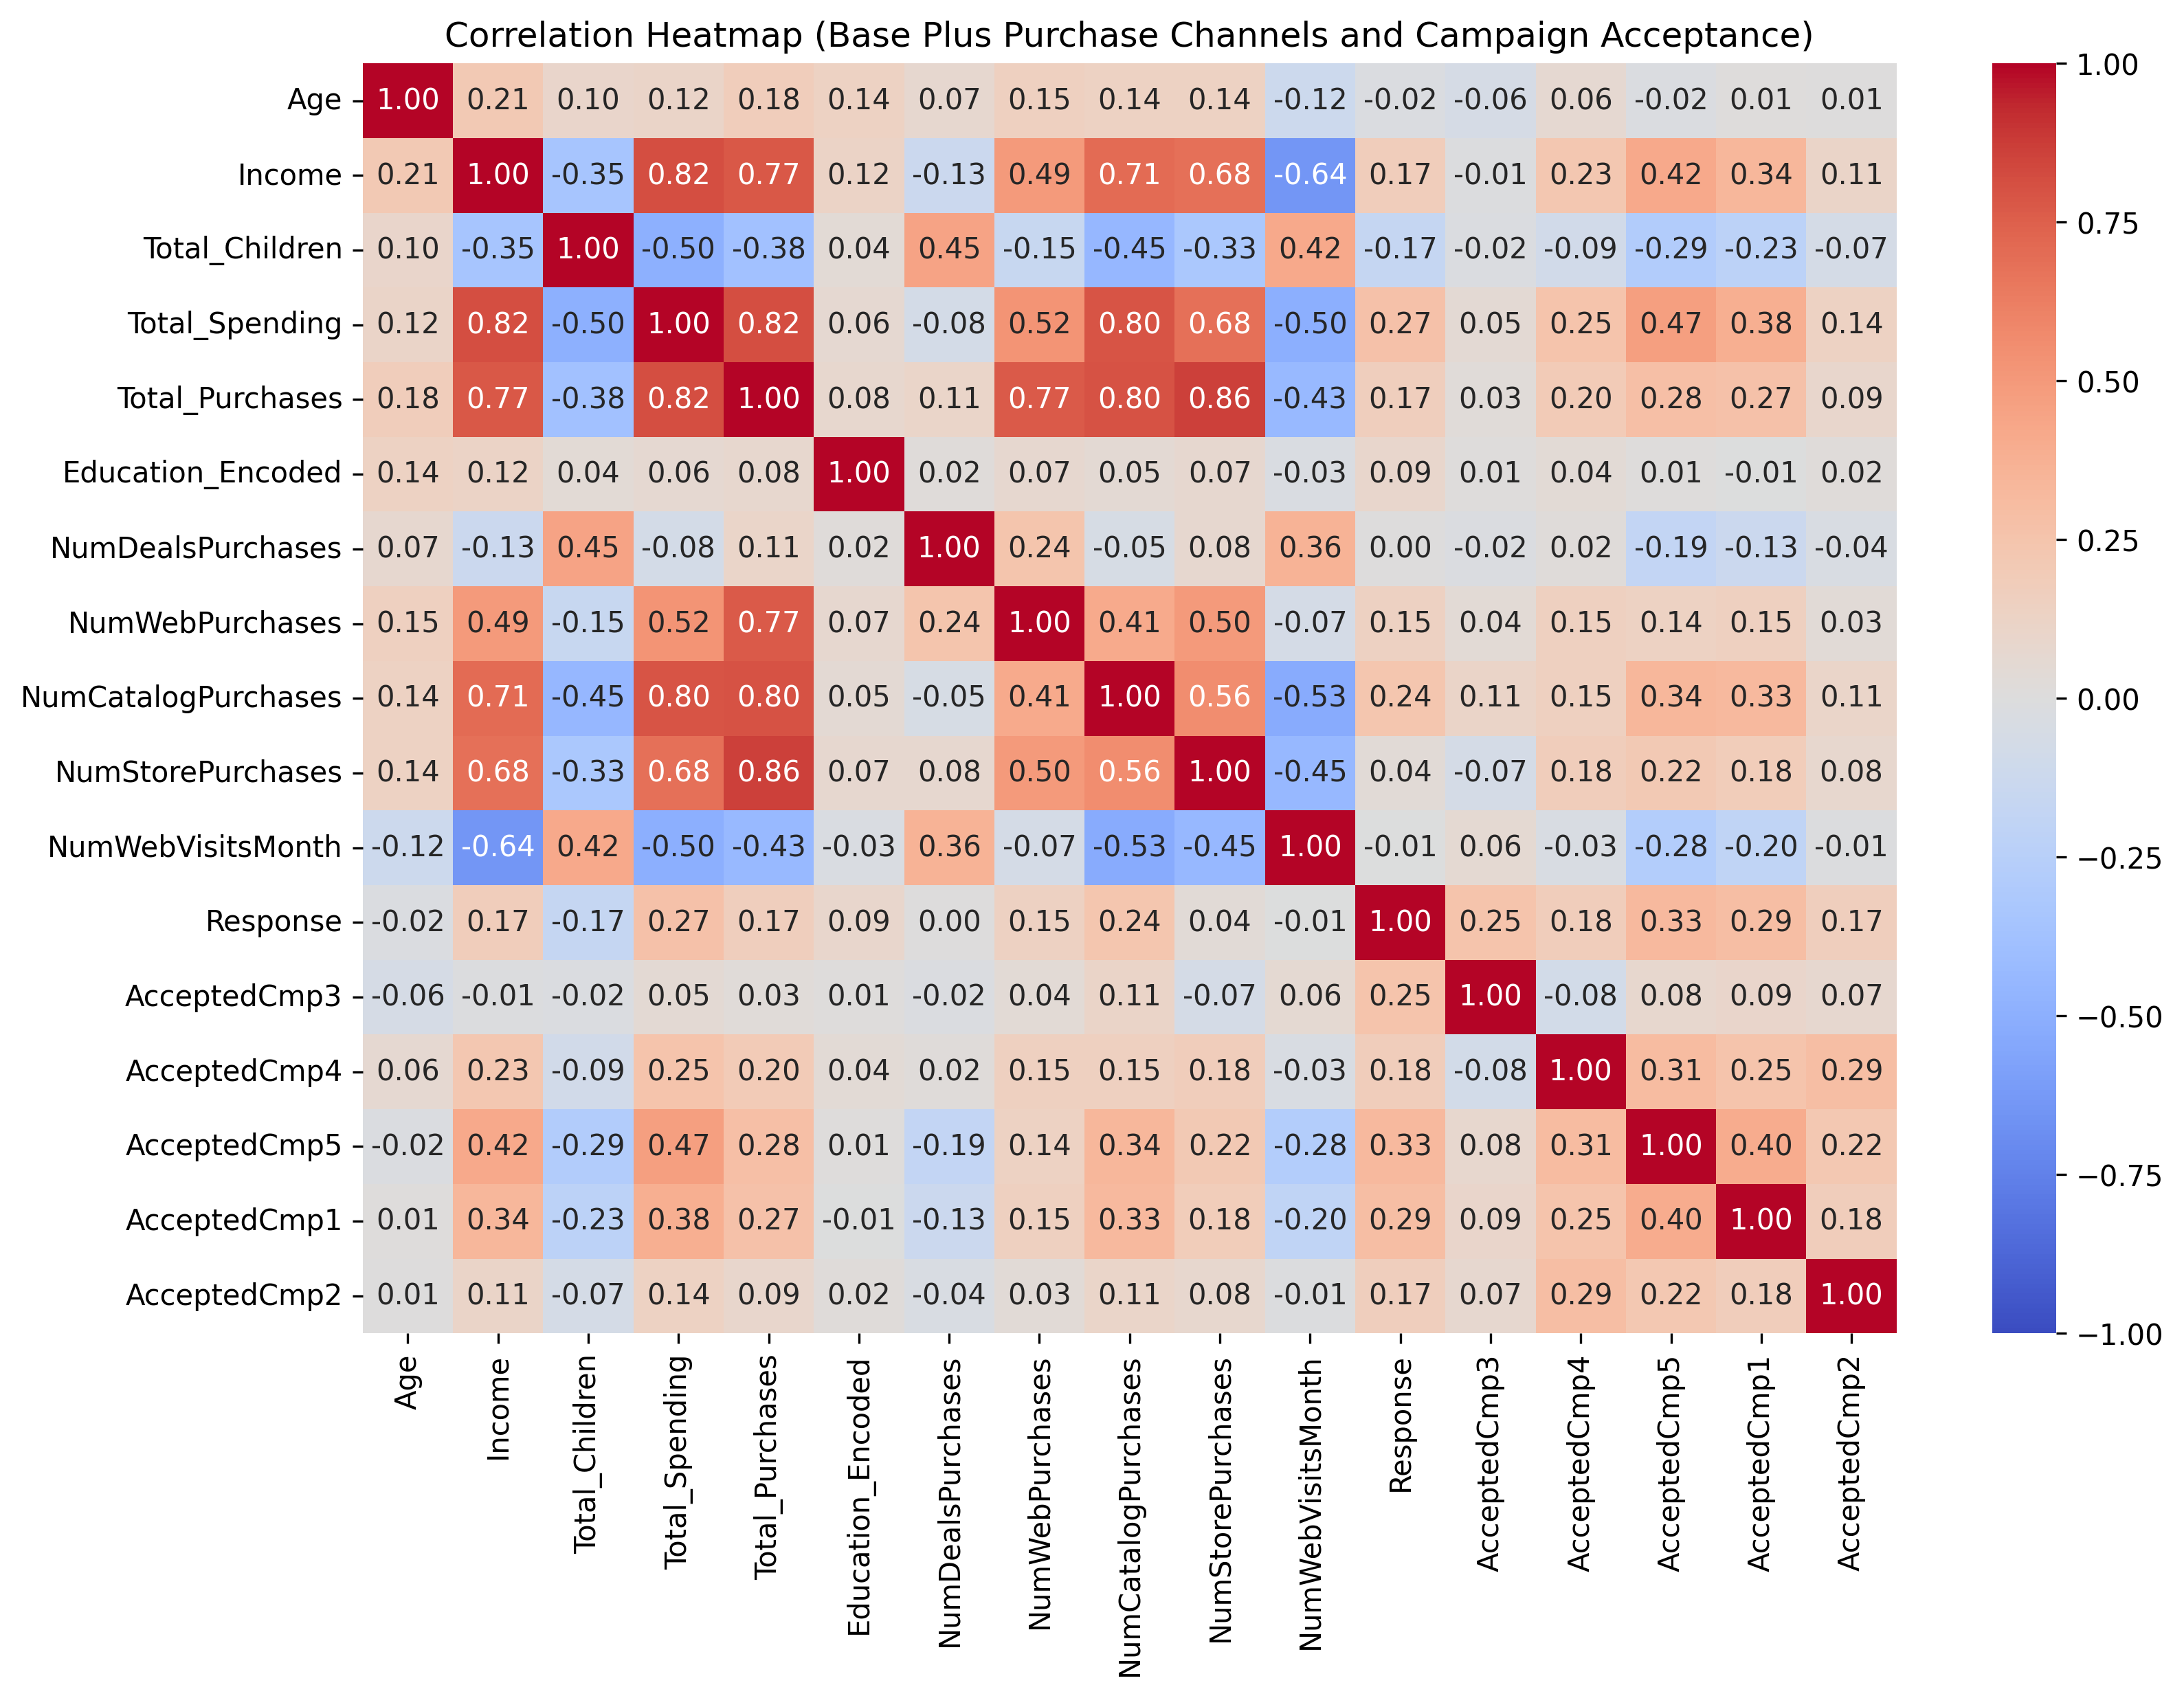 Correlation Heatmap (Base Plus Purchase Channels and Campaign Acceptance)
Age 1.00 0.21 0.10 0.12 0.18 0.14 0.07 0.15 0.14 0.14 -0.12 -0.02 -0.06 0.06 -0.02 0.01 0.01
Income 0.21 1.00 -0.35 0.82 0.77 0.12 -0.13 0.49 0.71 0.68 -0.64 0.17 -0.01 0.23 0.42 0.34 0.11
Total_Children 0.10 -0.35 1.00 -0.50 -0.38 0.04 0.45 -0.15 -0.45 -0.33 0.42 -0.17 -0.02 -0.09 -0.29 -0.23 -0.07
Total_Spending 0.12 0.82 -0.50 1.00 0.82 0.06 -0.08 0.52 0.80 0.68 -0.50 0.27 0.05 0.25 0.47 0.38 0.14
Total_Purchases 0.18 0.77 -0.38 0.82 1.00 0.08 0.11 0.77 0.80 0.86 -0.43 0.17 0.03 0.20 0.28 0.27 0.09
Education_Encoded 0.14 0.12 0.04 0.06 0.08 1.00 0.02 0.07 0.05 0.07 -0.03 0.09 0.01 0.04 0.01 -0.01 0.02
NumDealsPurchases 0.07 -0.13 0.45 -0.08 0.11 0.02 1.00 0.24 -0.05 0.08 0.36 0.00 -0.02 0.02 -0.19 -0.13 -0.04
NumWebPurchases 0.15 0.49 -0.15 0.52 0.77 0.07 0.24 1.00 0.41 0.50 -0.07 0.15 0.04 0.15 0.14 0.15 0.03
NumCatalogPurchases 0.14 0.71 -0.45 0.80 0.80 0.05 -0.05 0.41 1.00 0.56 -0.53 0.24 0.11 0.15 0.34 0.33 0.11
NumStorePurchases 0.14 0.68 -0.33 0.68 0.86 0.07 0.08 0.50 0.56 1.00 -0.45 0.04 -0.07 0.18 0.22 0.18 0.08
NumWebVisitsMonth -0.12 -0.64 0.42 -0.50 -0.43 -0.03 0.36 -0.07 -0.53 -0.45 1.00 -0.01 0.06 -0.03 -0.28 -0.20 -0.01
Response -0.02 0.17 -0.17 0.27 0.17 0.09 0.00 0.15 0.24 0.04 -0.01 1.00 0.25 0.18 0.33 0.29 0.17
AcceptedCmp3 -0.06 -0.01 -0.02 0.05 0.03 0.01 -0.02 0.04 0.11 -0.07 0.06 0.25 1.00 -0.08 0.08 0.09 0.07
AcceptedCmp4 0.06 0.23 -0.09 0.25 0.20 0.04 0.02 0.15 0.15 0.18 -0.03 0.18 -0.08 1.00 0.31 0.25 0.29
AcceptedCmp5 -0.02 0.42 -0.29 0.47 0.28 0.01 -0.19 0.14 0.34 0.22 -0.28 0.33 0.08 0.31 1.00 0.40 0.22
AcceptedCmp1 0.01 0.34 -0.23 0.38 0.27 -0.01 -0.13 0.15 0.33 0.18 -0.20 0.29 0.09 0.25 0.40 1.00 0.18
AcceptedCmp2 0.01 0.11 -0.07 0.14 0.09 0.02 -0.04 0.03 0.11 0.08 -0.01 0.17 0.07 0.29 0.22 0.18 1.00
Age
Income
Total_Children
Total_Spending
Total_Purchases
Education_Encoded
NumDealsPurchases
NumWebPurchases
NumCatalogPurchases
NumStorePurchases
NumWebVisitsMonth
Response
AcceptedCmp3
AcceptedCmp4
AcceptedCmp5
AcceptedCmp1
AcceptedCmp2
1.00
0.75
0.50
0.25
0.00
−0.25
−0.50
−0.75
−1.00